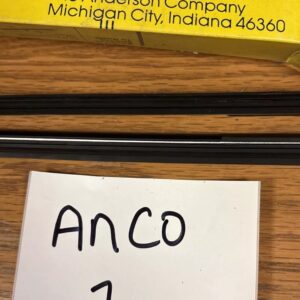 Anderson Company
Michigan City, Indiana 46360
ANCO